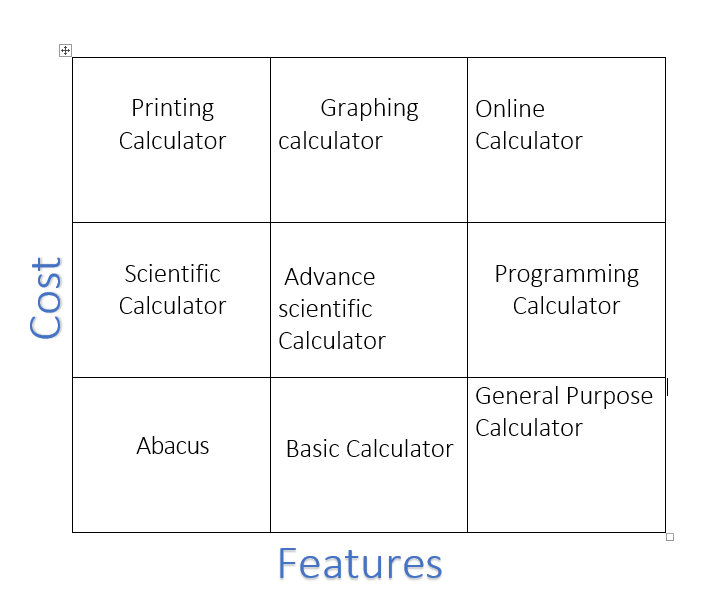 Printing
Calculator
Graphing
calculator
Online
Calculator
Cost
Scientific
Calculator
Advance
scientific
Calculator
Programming
Calculator
Abacus
Basic Calculator
General Purpose
Calculator
Features